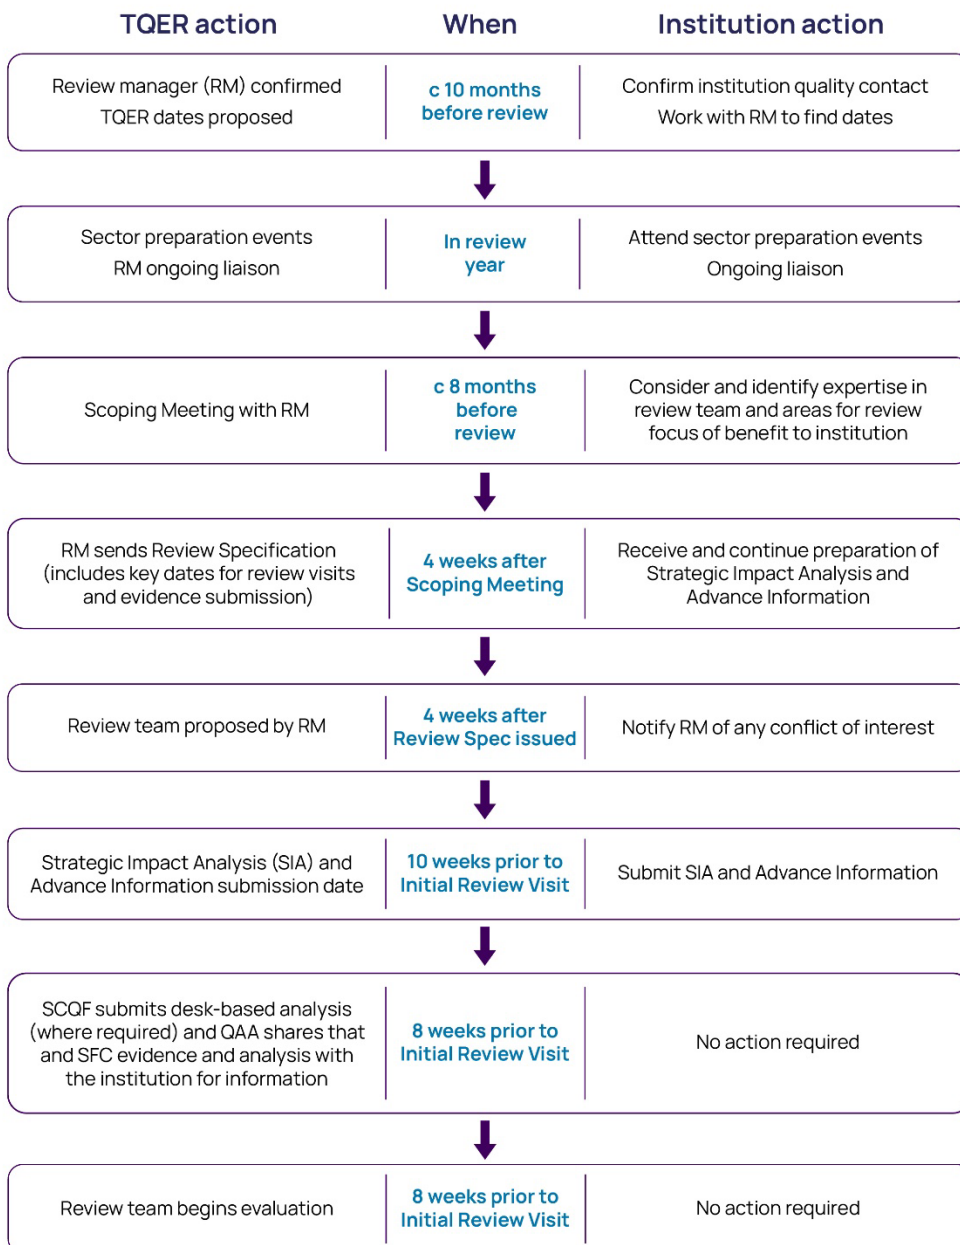 TQER action
When
Institution action
Review manager (RM) confirmed
TQER dates proposed
c 10 months
before review
Confirm institution quality contact
Work with RM to find dates
Sector preparation events
RM ongoing liaison
In review
year
Attend sector preparation events
Ongoing liaison
Scoping Meeting with RM
c 8 months
before
review
Consider and identify expertise in
review team and areas for review
focus of benefit to institution
RM sends Review Specification
(includes key dates for review visits
and evidence submission)
4 weeks after
Scoping Meeting
Receive and continue preparation of
Strategic Impact Analysis and
Advance Information
Review team proposed by RM
4 weeks after
Review Spec issued
Notify RM of any conflict of interest
Strategic Impact Analysis (SIA) and
Advance Information submission date
10 weeks prior to
Initial Review Visit
Submit SIA and Advance Information
SCQF submits desk-based analysis
(where required) and QAA shares that
and SFC evidence and analysis with
the institution for information
8 weeks prior to
Initial Review Visit
No action required
Review team begins evaluation
8 weeks prior to
Initial Review Visit
No action required